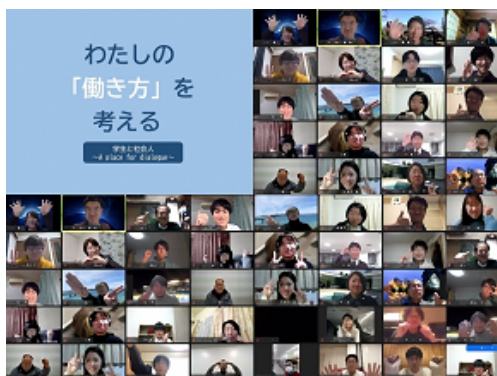 わたしの
「働き方」を
考える
学生と社会人
～A place for dialogue～